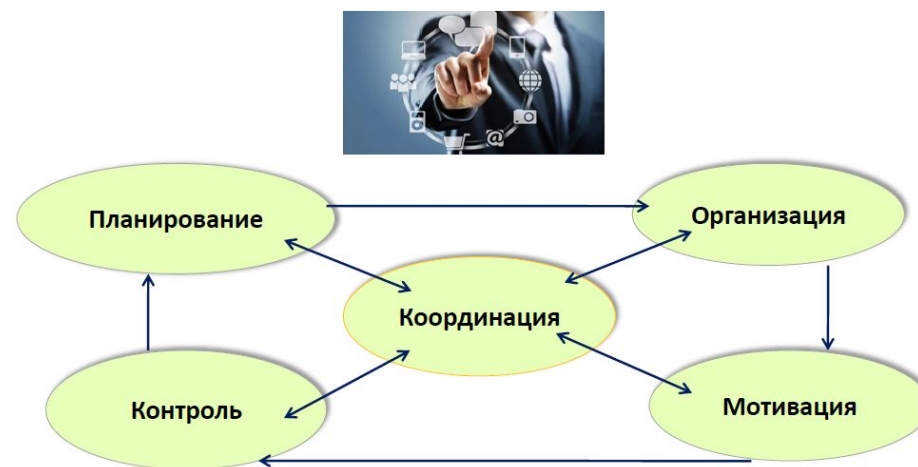 Планирование
Организация
Координация
Контроль
Мотивация